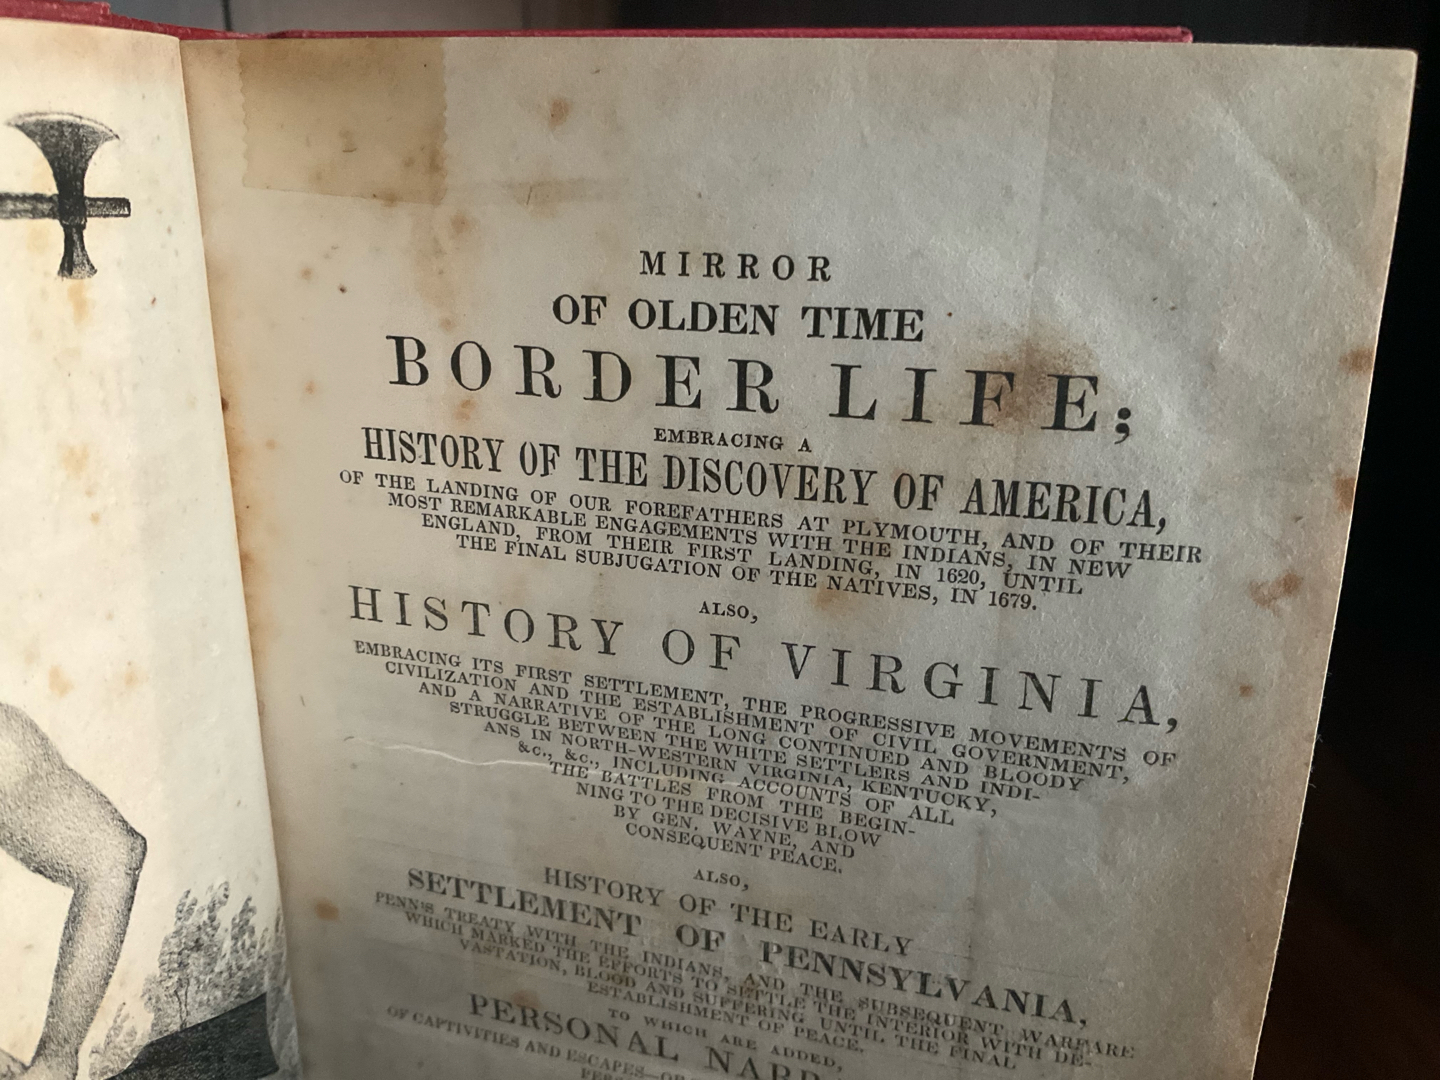 MIRROR
OF OLDEN TIME
BORDER LIFE;
EMBRACING A
HISTORY OF THE DISCOVERY OF AMERICA,
OF THE LANDING OF OUR FOREFATHERS AT PLYMOUTH, AND OF THEIR
MOST REMARKABLE ENGAGEMENTS WITH THE INDIANS, IN NEW
ENGLAND, FROM THEIR FIRST LANDING, IN 1620, UNTIL
THE FINAL SUBJUGATION OF THE NATIVES, IN 1679.
ALSO,
HISTORY OF VIRGINIA,
EMBRACING ITS FIRST SETTLEMENT, THE PROGRESSIVE MOVEMENTS OF
CIVILIZATION AND THE ESTABLISHMENT OF CIVIL GOVERNMENT,
AND A NARRATIVE OF THE LONG CONTINUED AND BLOODY
STRUGGLE BETWEEN THE WHITE SETTLERS AND INDI-
ANS IN NORTH-WESTERN VIRGINIA, KENTUCKY,
&c., &c., INCLUDING ACCOUNTS OF ALL
THE BATTLES FROM THE BEGIN-
NING TO THE DECISIVE BLOW
BY GEN. WAYNE, AND
CONSEQUENT PEACE.
ALSO,
HISTORY OF THE EARLY
SETTLEMENT OF PENNSYLVANIA,
PENN'S TREATY WITH THE INDIANS, AND THE SUBSEQUENT WARFARE
WHICH MARKED THE EFFORTS TO SETTLE THE INTERIOR WITH DE-
VASTATION, BLOOD AND SUFFERING UNTIL THE FINAL
ESTABLISHMENT OF PEACE.
TO WHICH ARE ADDED,
PERSONAL NARR
OF CAPTIVITIES AND ESCAPES—OF